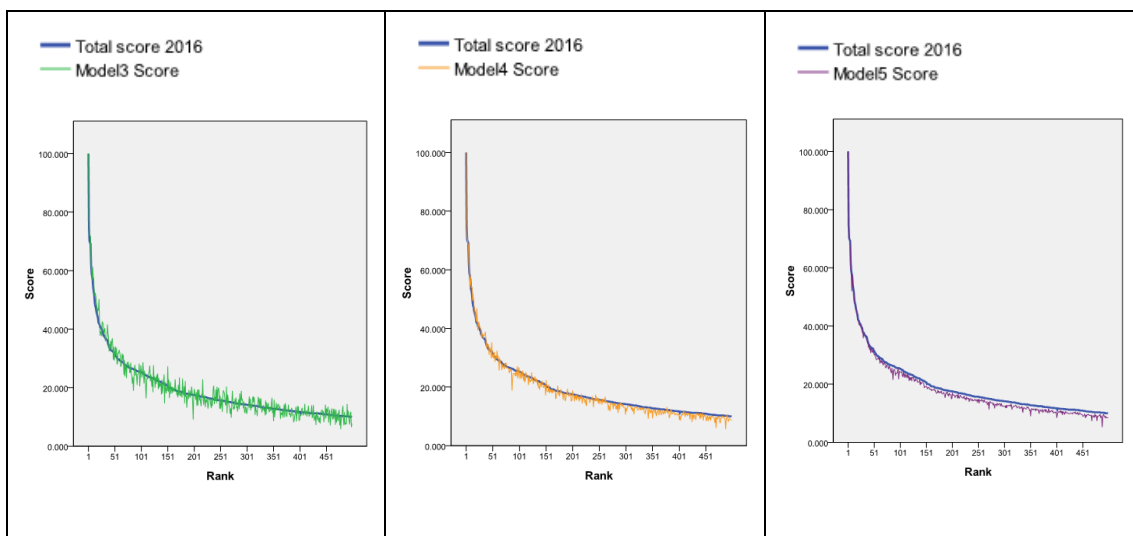 Total score 2016
Model3 Score
100.000
80.000
60.000
40.000
20.000
0.000
Score
1 51 101 151 201 251 301 351 401 451
Rank
Total score 2016
Model4 Score
100.000
80.000
60.000
40.000
20.000
0.000
Score
1 51 101 151 201 251 301 351 401 451
Rank
Total score 2016
Model5 Score
100.000
80.000
60.000
40.000
20.000
0.000
Score
1 51 101 151 201 251 301 351 401 451
Rank